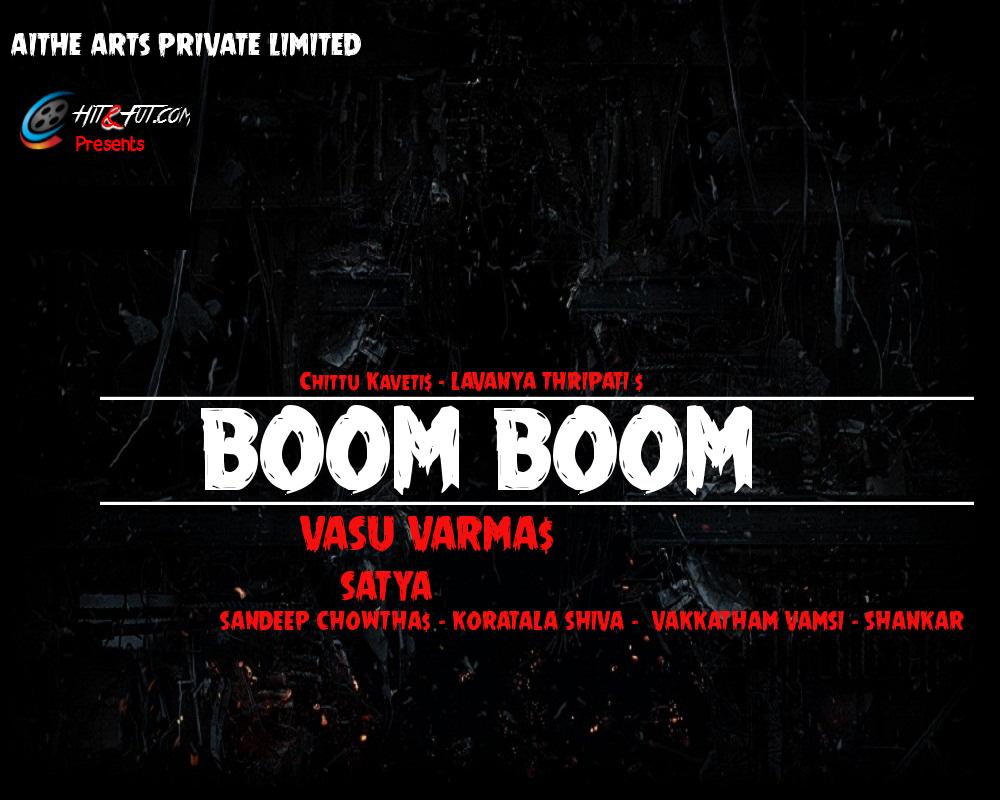 AITHE ARTS PRIVATE LIMITED
HIT&FUT.COM
Presents
CHITTU KAVETI$ - LAVANYA THRIPATI $
BOOM BOOM
VASU VARMA$
SATYA
SANDEEP CHOWTHA$ - KORATALA SHIVA - VAKKATHAM VAMSI - SHANKAR